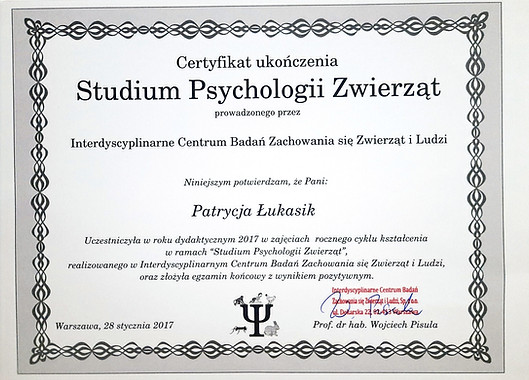 Certyfikat ukończenia
Studium Psychologii Zwierząt
prowadzonego przez
Interdyscyplinarne Centrum Badań Zachowania się Zwierząt i Ludzi
Niniejszym potwierdzam, że Pani:
Patrycja Łukasik
Uczestniczyła w roku dydaktycznym 2017 w zajęciach rocznego cyklu kształcenia
w ramach "Studium Psychologii Zwierząt",
realizowanego w Interdyscyplinarnym Centrum Badań Zachowania się Zwierząt i Ludzi,
oraz złożyła egzamin końcowy z wynikiem pozytywnym.
Interdyscyplinarne Centrum Badań
Zachowania się Zwierząt i Ludzi, Sp. z o.o.
Warszawa, 28 stycznia 2017
Prof. dr hab. Wojciech Pisula